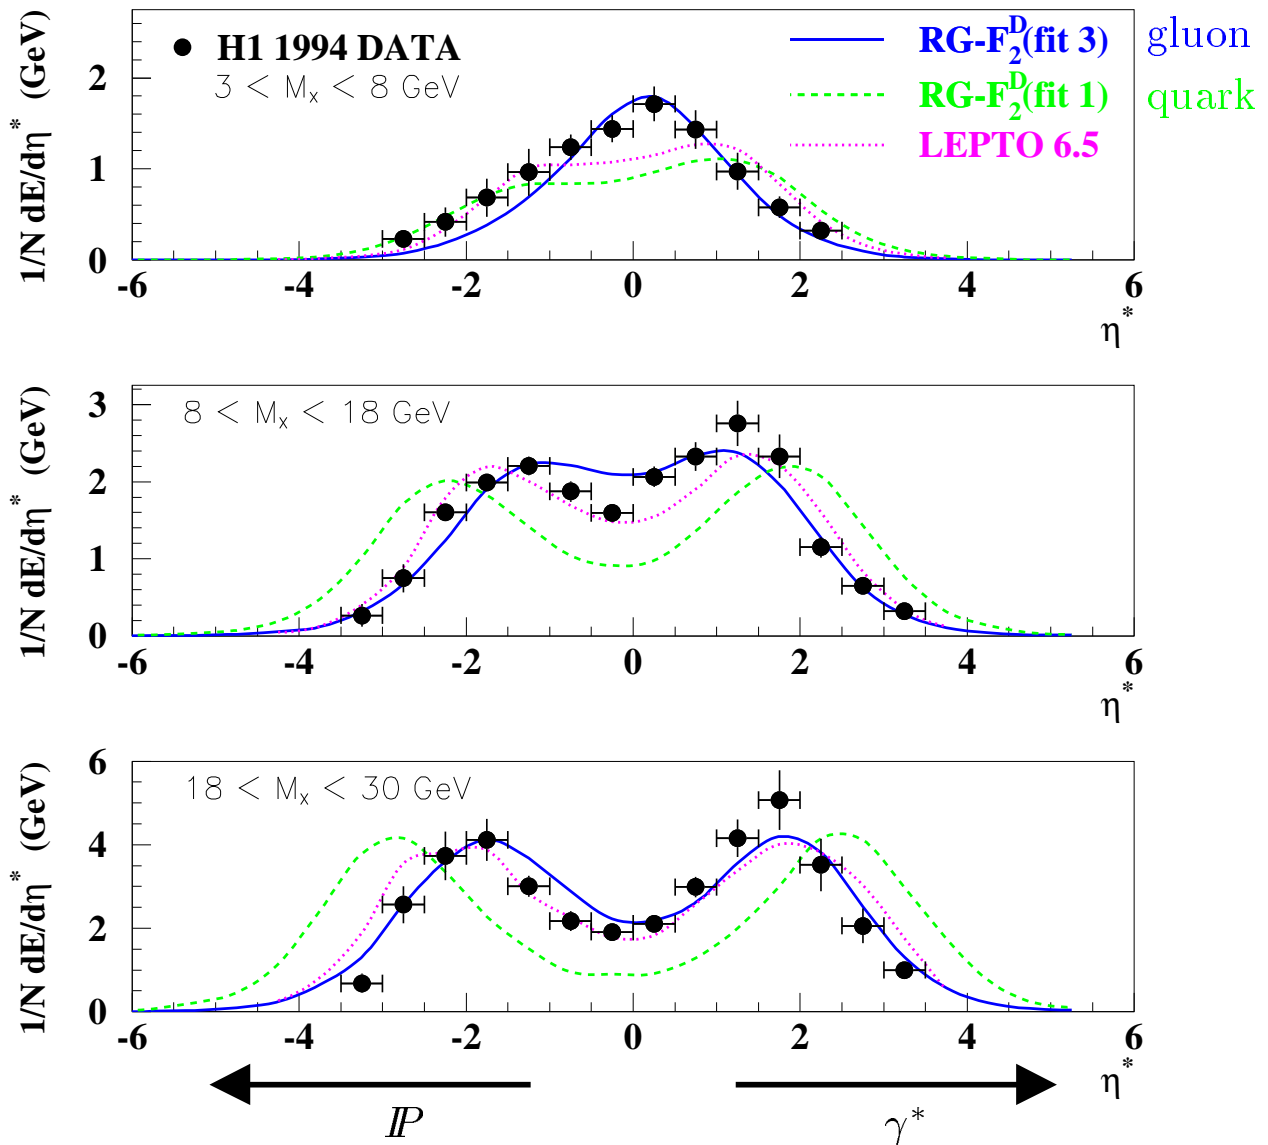 H1 1994 DATA
3 < Mₓ < 8 GeV
RG-F₂ᴰ(fit 3) gluon
RG-F₂ᴰ(fit 1) quark
LEPTO 6.5
1/N dE/dη* (GeV)
2
1
0
-6 -4 -2 0 2 4 6
η*
8 < Mₓ < 18 GeV
1/N dE/dη* (GeV)
3
2
1
0
-6 -4 -2 0 2 4 6
η*
18 < Mₓ < 30 GeV
1/N dE/dη* (GeV)
6
4
2
0
-6 -4 -2 0 2 4 6
η*
IP γ*